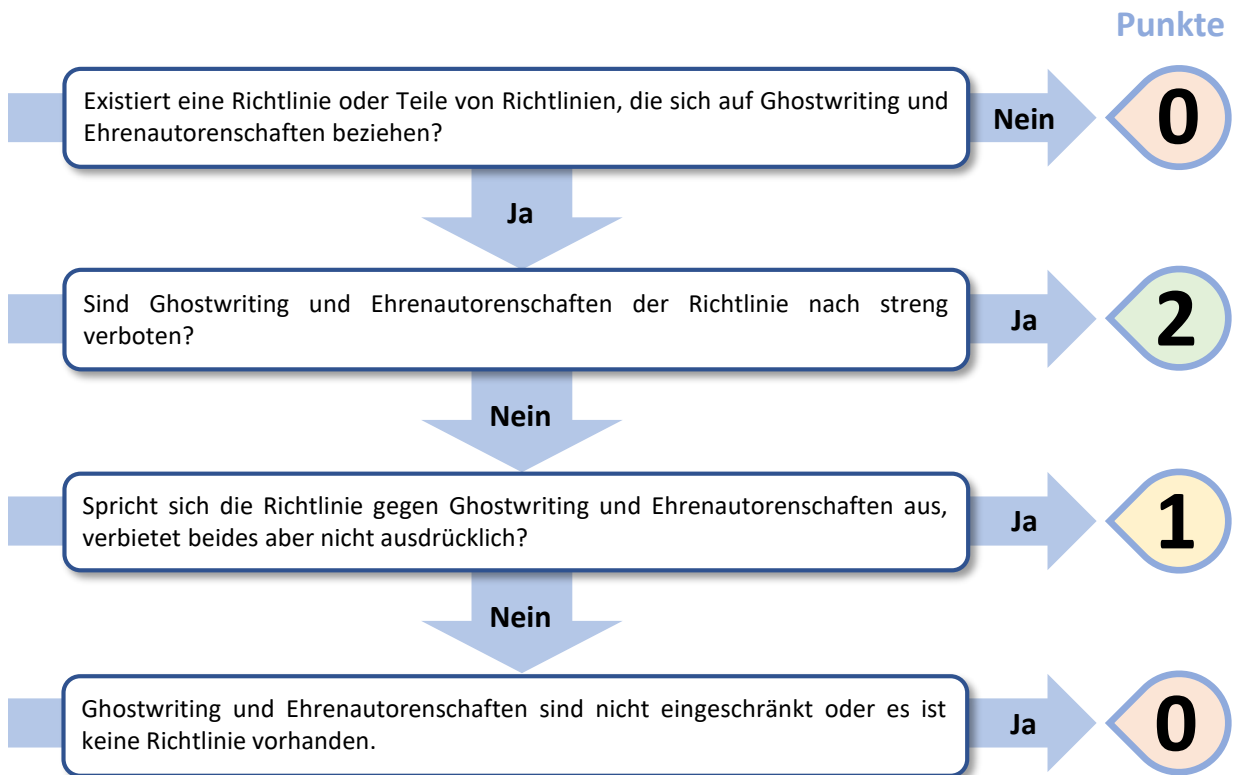 Punkte
Existiert eine Richtlinie oder Teile von Richtlinien, die sich auf Ghostwriting und
Ehrenautorenschaften beziehen?
Nein
0
Ja
Sind Ghostwriting und Ehrenautorenschaften der Richtlinie nach streng
verboten?
Ja
2
Nein
Spricht sich die Richtlinie gegen Ghostwriting und Ehrenautorenschaften aus,
verbietet beides aber nicht ausdrücklich?
Ja
1
Nein
Ghostwriting und Ehrenautorenschaften sind nicht eingeschränkt oder es ist
keine Richtlinie vorhanden.
Ja
0